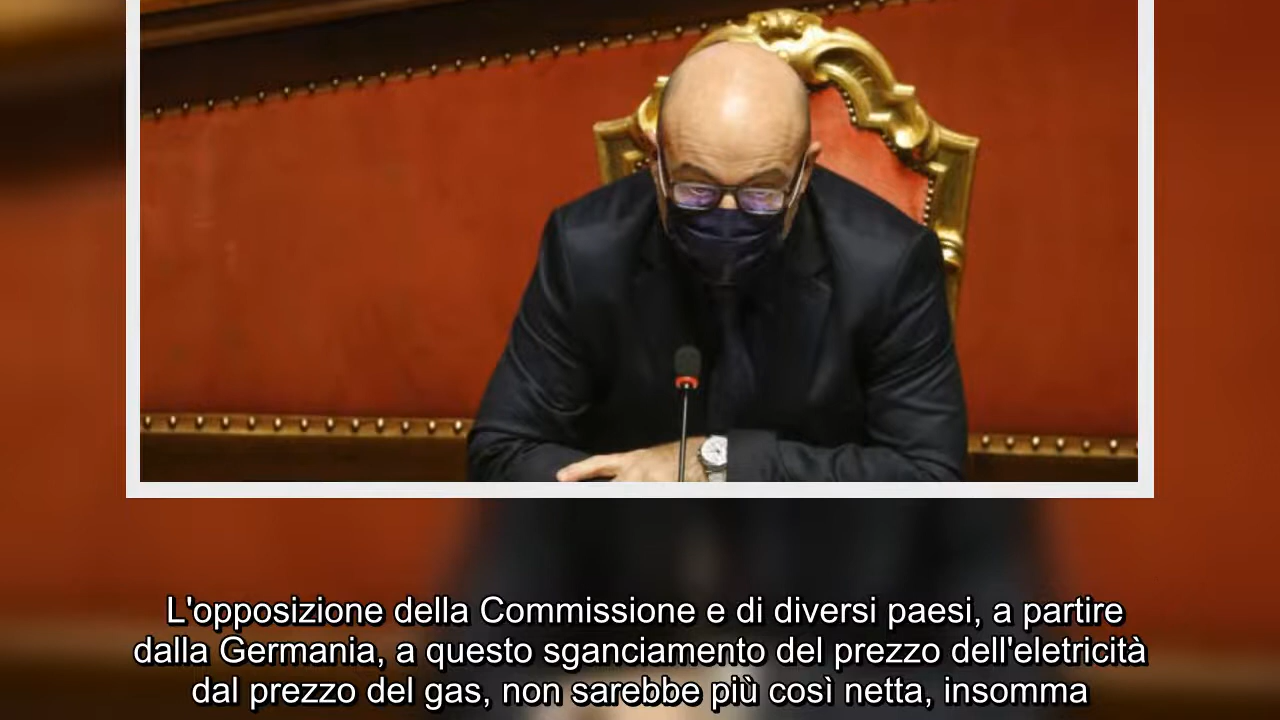 L'opposizione della Commissione e di diversi paesi, a partire
dalla Germania, a questo sganciamento del prezzo dell'eletricità
dal prezzo del gas, non sarebbe più così netta, insomma